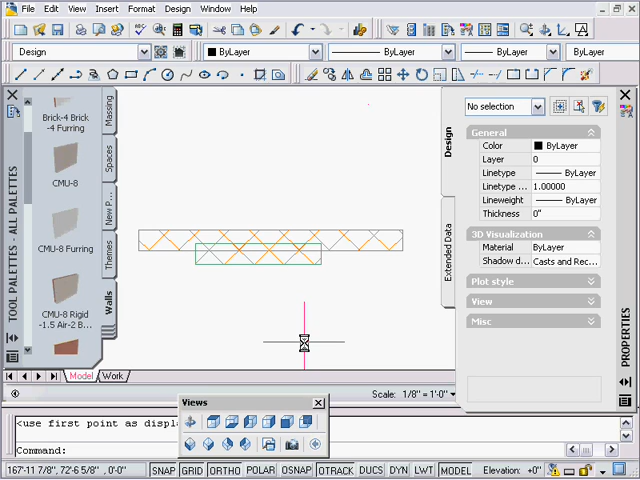 File Edit View Insert Format Design Window Help
Design
ByLayer
ByLayer
ByLayer
ByLayer
Brick-4 Brick
-4 Furring
CMU-8
CMU-8 Furring
CMU-8 Rigid
-1.5 Air-2 B...
Massing
Spaces
New P...
Themes
Walls
TOOL PALETTES - ALL PALETTES
Design
Extended Data
No selection
General
Color ByLayer
Layer 0
Linetype ByLayer
Linetype ... 1.00000
Lineweight ByLayer
Thickness 0"
3D Visualization
Material ByLayer
Shadow d... Casts and Rec...
Plot style
View
Misc
PROPERTIES
Model Work
Scale: 1/8" = 1'-0"
Views
<use first point as displa
Command:
167'-11 7/8", 72'-6 5/8" , 0'-0" SNAP GRID ORTHO POLAR OSNAP OTRACK DUCS DYN LWT MODEL Elevation: +0"